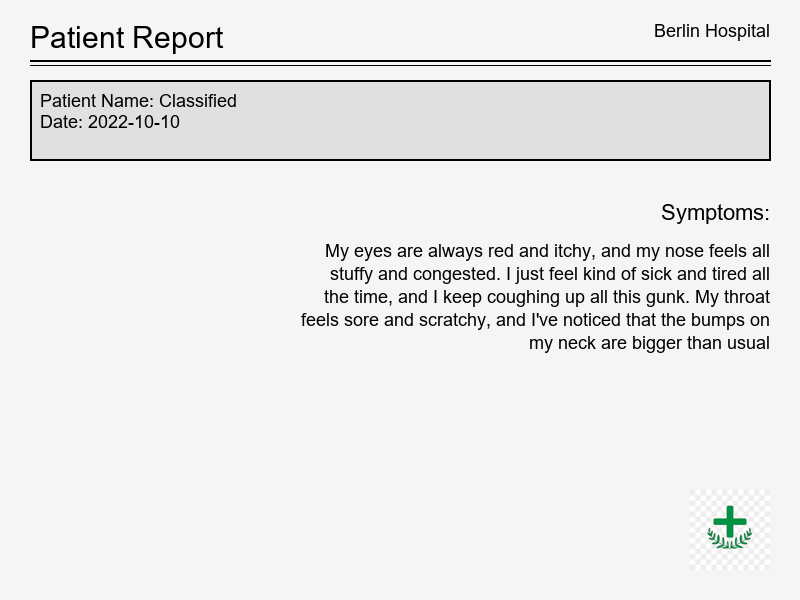 Patient Report
Berlin Hospital
Patient Name: Classified
Date: 2022-10-10
Symptoms:
My eyes are always red and itchy, and my nose feels all
stuffy and congested. I just feel kind of sick and tired all
the time, and I keep coughing up all this gunk. My throat
feels sore and scratchy, and I've noticed that the bumps on
my neck are bigger than usual